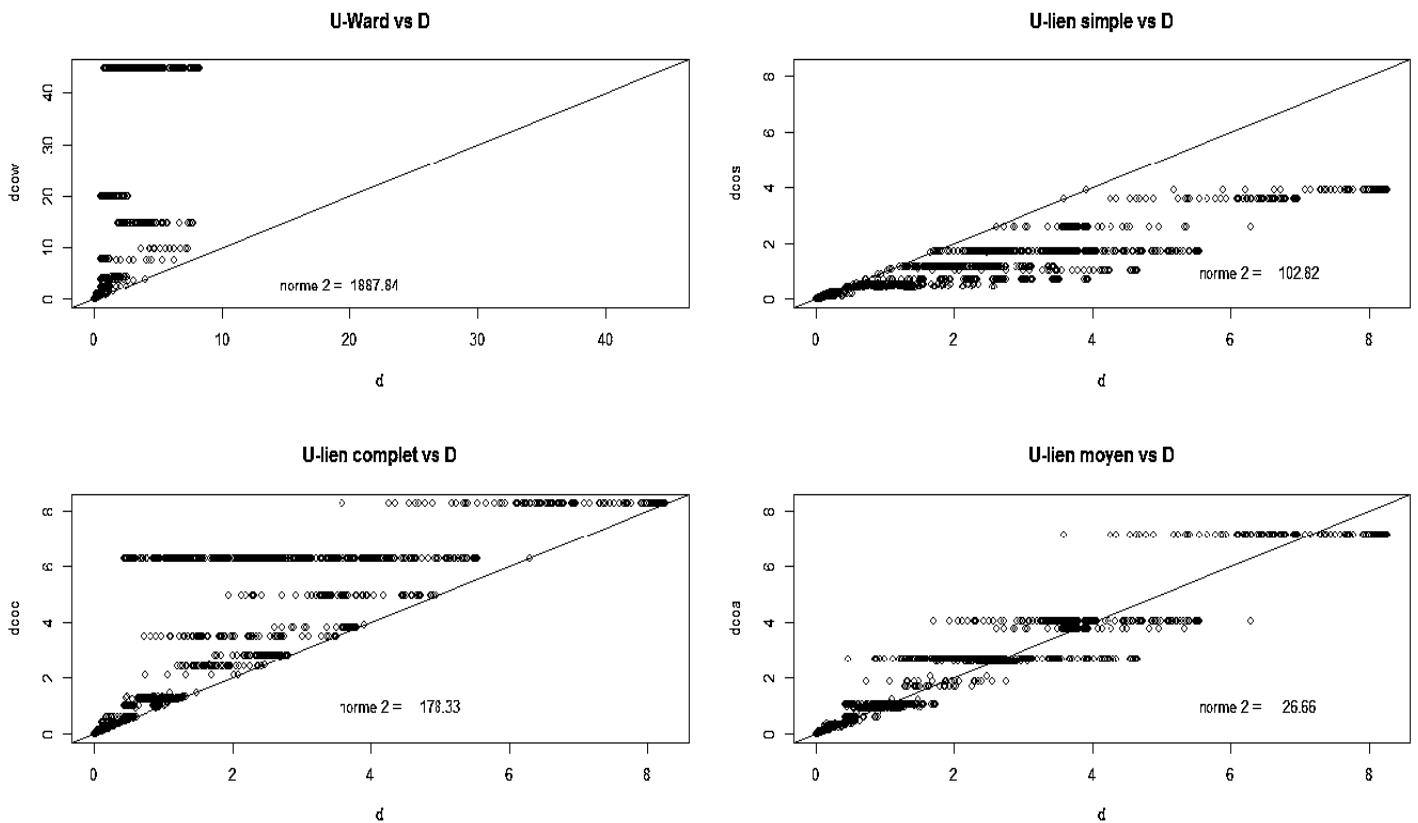 U-Ward vs D
dcow
0
10
20
30
40
norme 2 = 1887.84
0
10
20
30
40
d
U-lien simple vs D
dcos
0
2
4
6
8
norme 2 = 102.82
0
2
4
6
8
d
U-lien complet vs D
dcoc
0
2
4
6
8
norme 2 = 178.33
0
2
4
6
8
d
U-lien moyen vs D
dcoa
0
2
4
6
8
norme 2 = 26.66
0
2
4
6
8
d